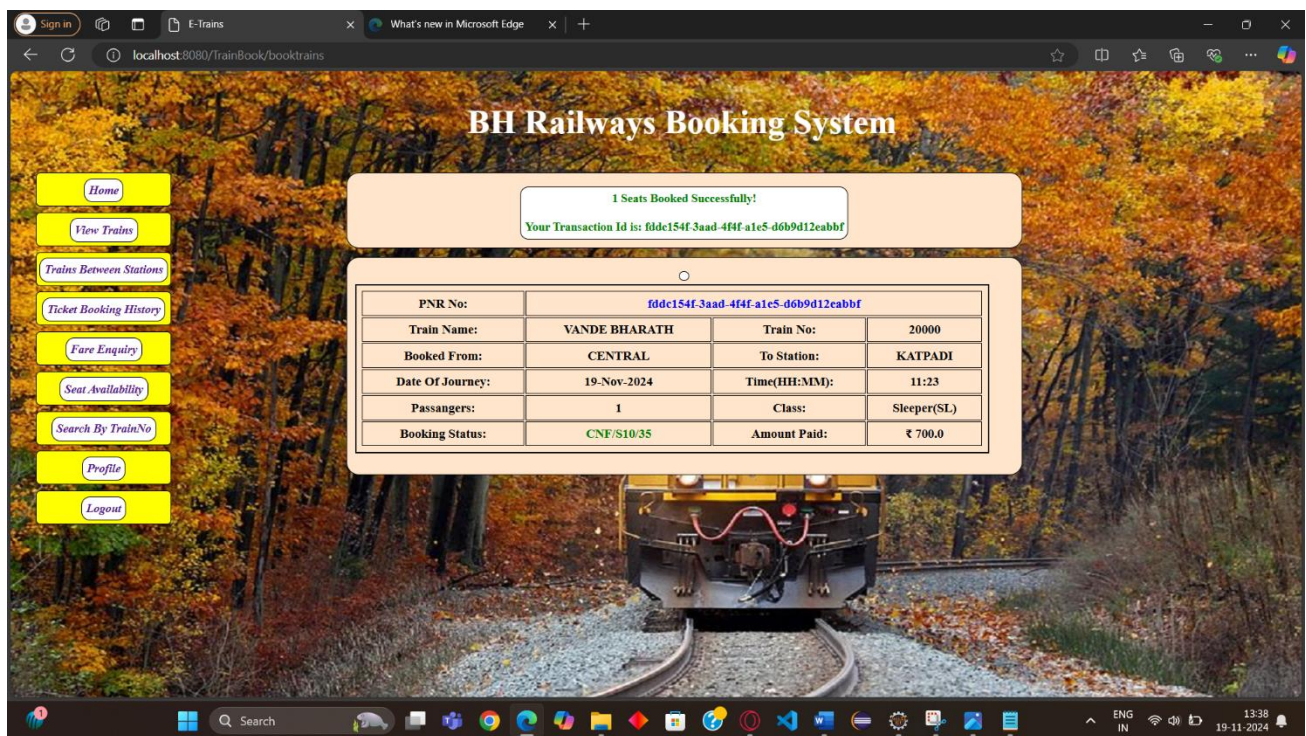 Sign in
E-Trains
What's new in Microsoft Edge
localhost:8080/TrainBook/booktrains
BH Railways Booking System
Home
View Trains
Trains Between Stations
Ticket Booking History
Fare Enquiry
Seat Availability
Search By TrainNo
Profile
Logout
1 Seats Booked Successfully!
Your Transaction Id is: fddc154f-3aad-4f4f-a1e5-d6b9d12eabbf
PNR No: fddc154f-3aad-4f4f-a1e5-d6b9d12eabbf
Train Name: VANDE BHARATH Train No: 20000
Booked From: CENTRAL To Station: KATPADI
Date Of Journey: 19-Nov-2024 Time(HH:MM): 11:23
Passangers: 1 Class: Sleeper(SL)
Booking Status: CNF/S10/35 Amount Paid: ₹ 700.0
1
Search
ENG
IN
13:38
19-11-2024